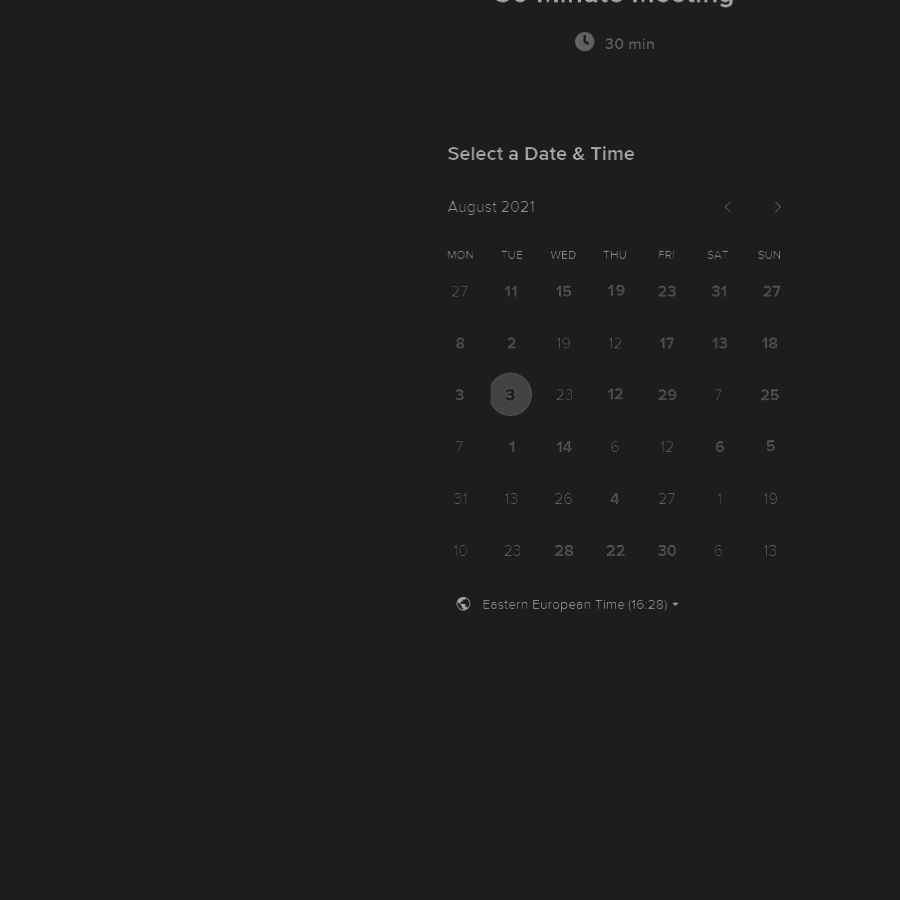 30 min
Select a Date & Time
August 2021
MON TUE WED THU FRI SAT SUN
27 11 15 19 23 31 27
8 2 19 12 17 13 18
3 3 23 12 29 7 25
7 1 14 6 12 6 5
31 13 26 4 27 1 19
10 23 28 22 30 6 13
Eastern European Time (16:28)